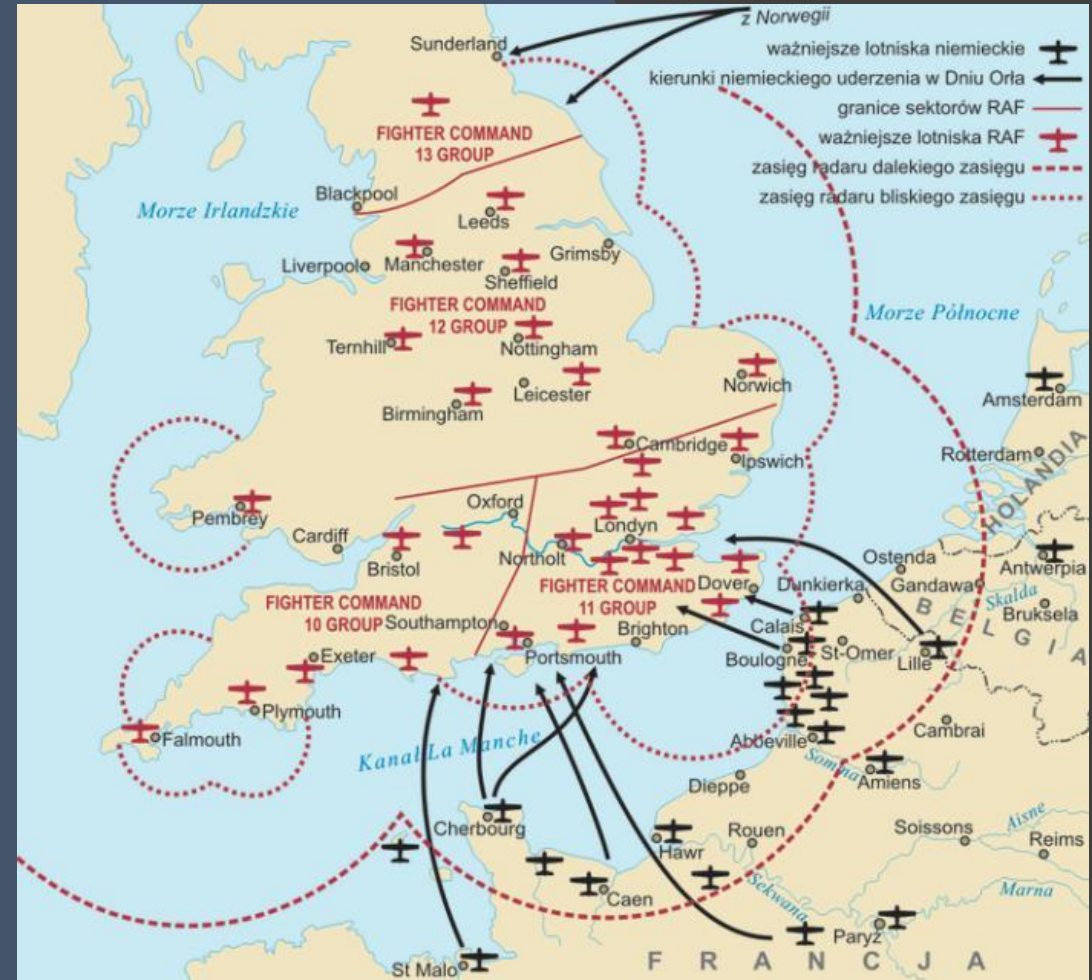 z Norwegii
ważniejsze lotniska niemieckie
kierunki niemieckiego uderzenia w Dniu Orła
granice sektorów RAF
ważniejsze lotniska RAF
zasięg radaru dalekiego zasięgu
zasięg radaru bliskiego zasięgu
Sunderland
FIGHTER COMMAND
13 GROUP
Blackpool
Morze Irlandzkie
Leeds
Grimsby
Liverpool
Manchester
Sheffield
FIGHTER COMMAND
12 GROUP
Morze Północne
Ternhill
Nottingham
Norwich
Leicester
Birmingham
Amsterdam
Cambridge
Ipswich
Rotterdam
HOLANDIA
Oxford
Pembrey
Cardiff
Londyn
Bristol
Northolt
Ostenda
Antwerpia
FIGHTER COMMAND
11 GROUP
Dover
Dunkierka
Gandawa
Skalda
BELGIA
Bruksela
FIGHTER COMMAND
10 GROUP
Southampton
Brighton
Calais
Portsmouth
Boulogne
St-Omer
Lille
Exeter
Plymouth
Falmouth
Kanał La Manche
Abbeville
Cambrai
Somma
Amiens
Dieppe
Cherbourg
Hawr
Rouen
Soissons
Aisne
Reims
Caen
Sekwana
Marna
Paryż
St Malo
FRANCJA